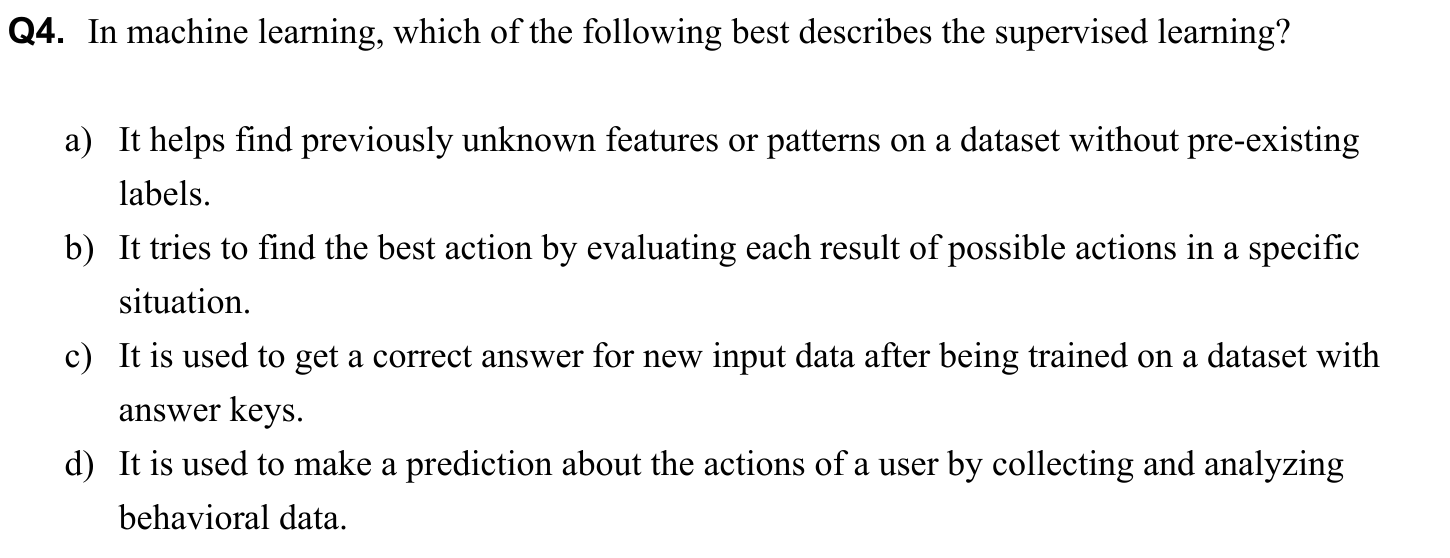 Q4. In machine learning, which of the following best describes the supervised learning?
a) It helps find previously unknown features or patterns on a dataset without pre-existing
labels.
b) It tries to find the best action by evaluating each result of possible actions in a specific
situation.
c) It is used to get a correct answer for new input data after being trained on a dataset with
answer keys.
d) It is used to make a prediction about the actions of a user by collecting and analyzing
behavioral data.